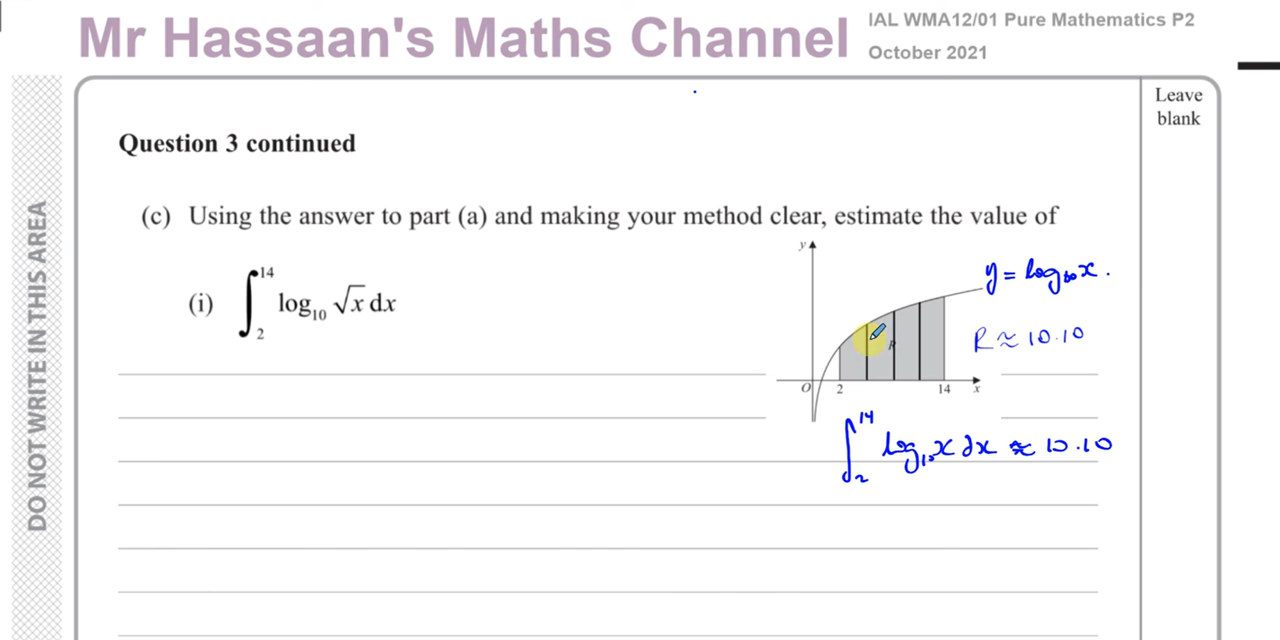 Mr Hassaan's Maths Channel
IAL WMA12/01 Pure Mathematics P2
October 2021
Leave
blank
DO NOT WRITE IN THIS AREA
Question 3 continued
(c) Using the answer to part (a) and making your method clear, estimate the value of
(i) ∫₂¹⁴ log₁₀ √x dx
y
y = log₁₀x.
R ≈ 10.10
R
O 2 14 x
∫₂¹⁴ log₁₀x dx ≈ 10.10